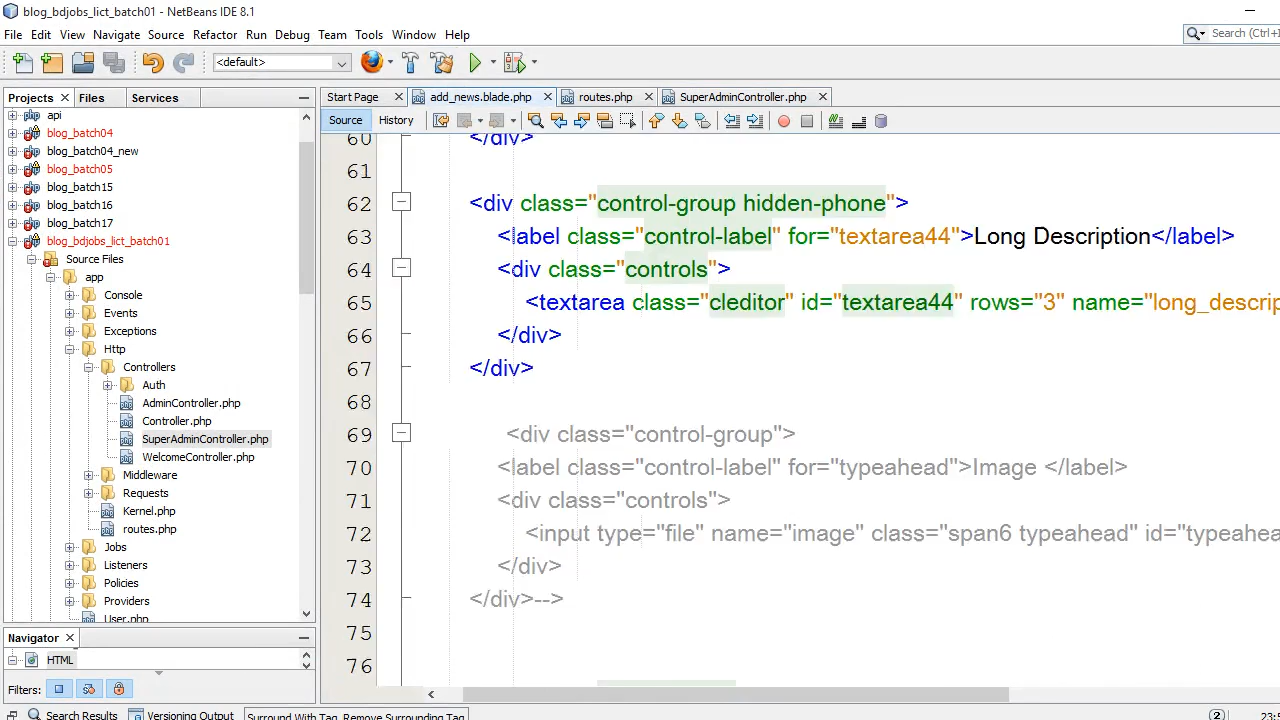 blog_bdjobs_lict_batch01 - NetBeans IDE 8.1
File Edit View Navigate Source Refactor Run Debug Team Tools Window Help
Search (Ctrl+I
<default>
Projects Files Services
Start Page add_news.blade.php routes.php SuperAdminController.php
Source History
api
blog_batch04
blog_batch04_new
blog_batch05
blog_batch15
blog_batch16
blog_batch17
blog_bdjobs_lict_batch01
Source Files
app
Console
Events
Exceptions
Http
Controllers
Auth
AdminController.php
Controller.php
SuperAdminController.php
WelcomeController.php
Middleware
Requests
Kernel.php
routes.php
Jobs
Listeners
Policies
Providers
User.php
60 </div>
61
62 <div class="control-group hidden-phone">
63 <label class="control-label" for="textarea44">Long Description</label>
64 <div class="controls">
65 <textarea class="cleditor" id="textarea44" rows="3" name="long_descrip
66 </div>
67 </div>
68
69 <div class="control-group">
70 <label class="control-label" for="typeahead">Image </label>
71 <div class="controls">
72 <input type="file" name="image" class="span6 typeahead" id="typeahea
73 </div>
74 </div>-->
75
76
Navigator
HTML
Filters:
Search Results Versioning Output Surround With Tag, Remove Surrounding Tag
2 23:5